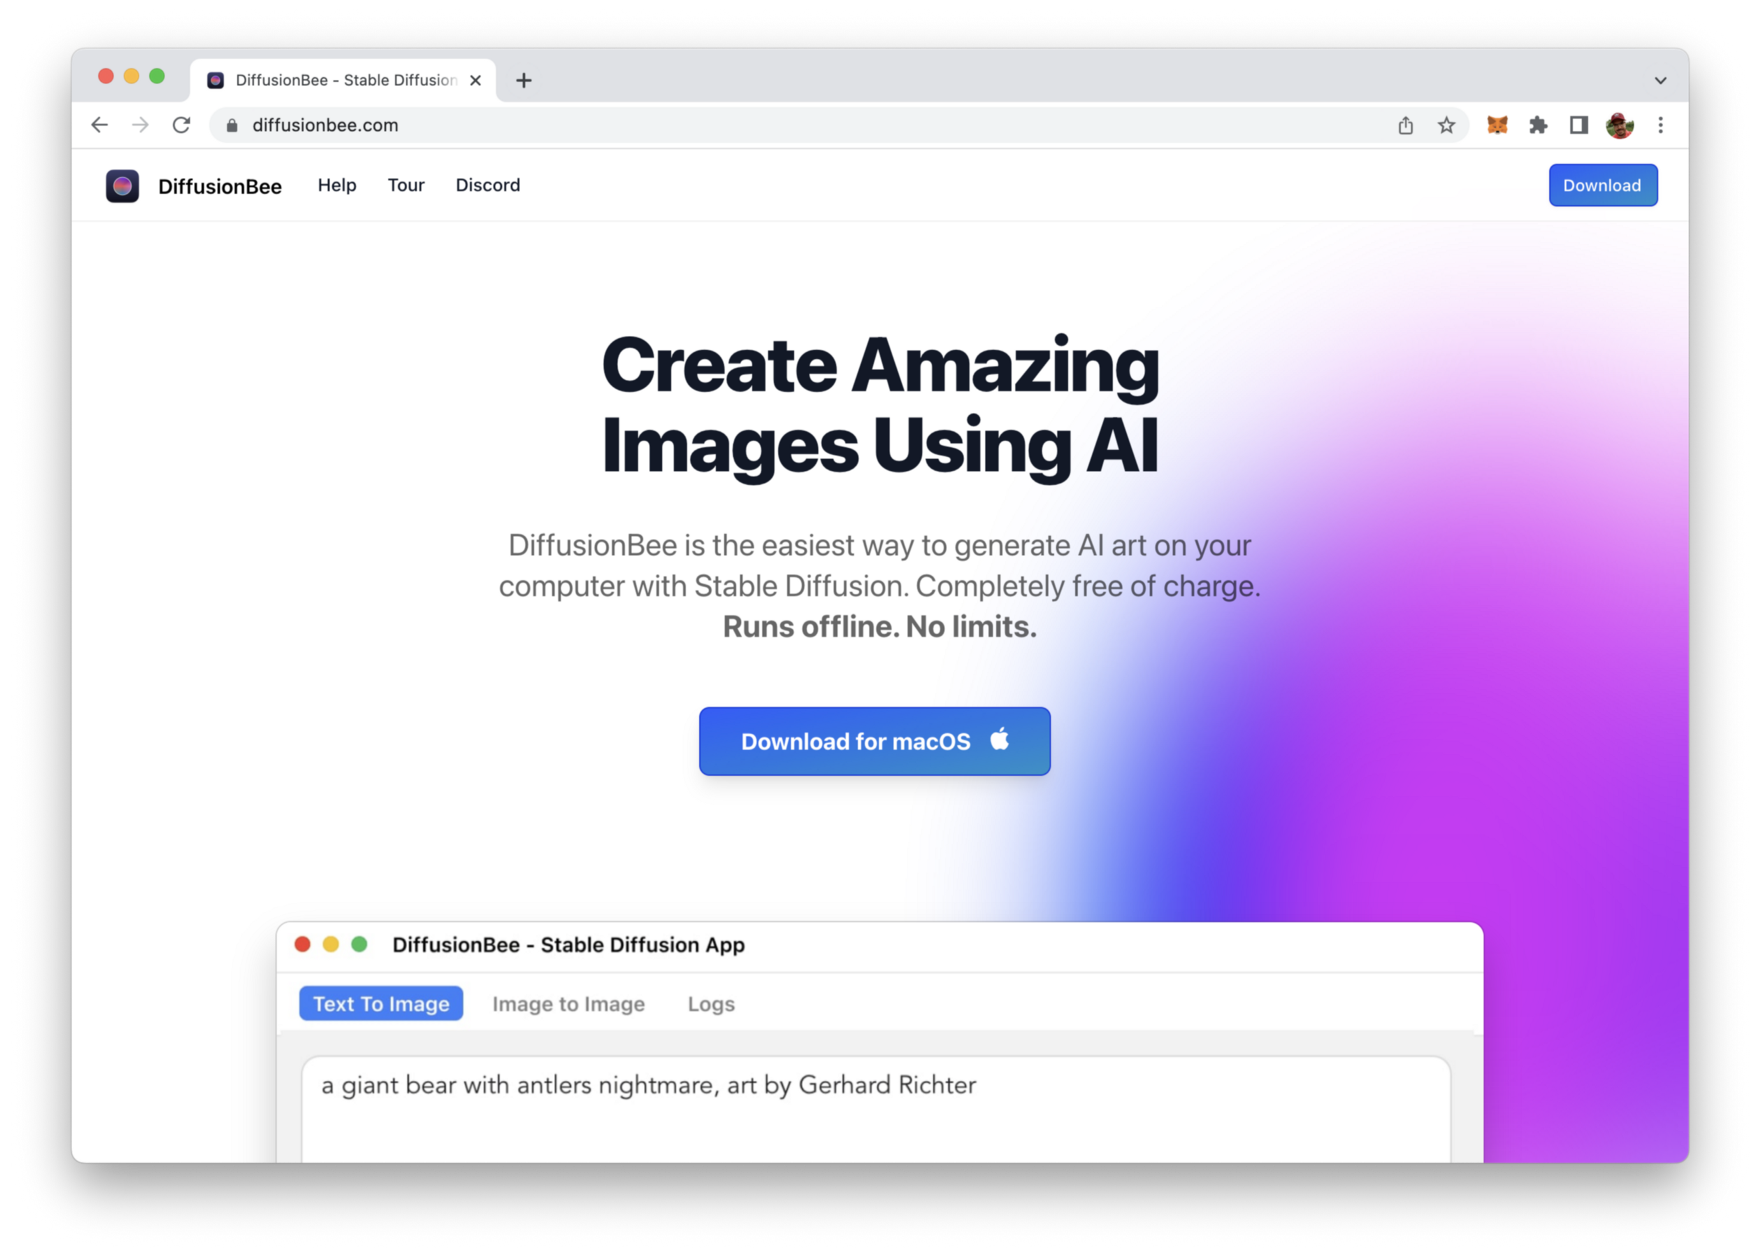 DiffusionBee - Stable Diffusion
diffusionbee.com
DiffusionBee Help Tour Discord Download
Create Amazing
Images Using AI
DiffusionBee is the easiest way to generate AI art on your
computer with Stable Diffusion. Completely free of charge.
Runs offline. No limits.
Download for macOS
DiffusionBee - Stable Diffusion App
Text To Image Image to Image Logs
a giant bear with antlers nightmare, art by Gerhard Richter